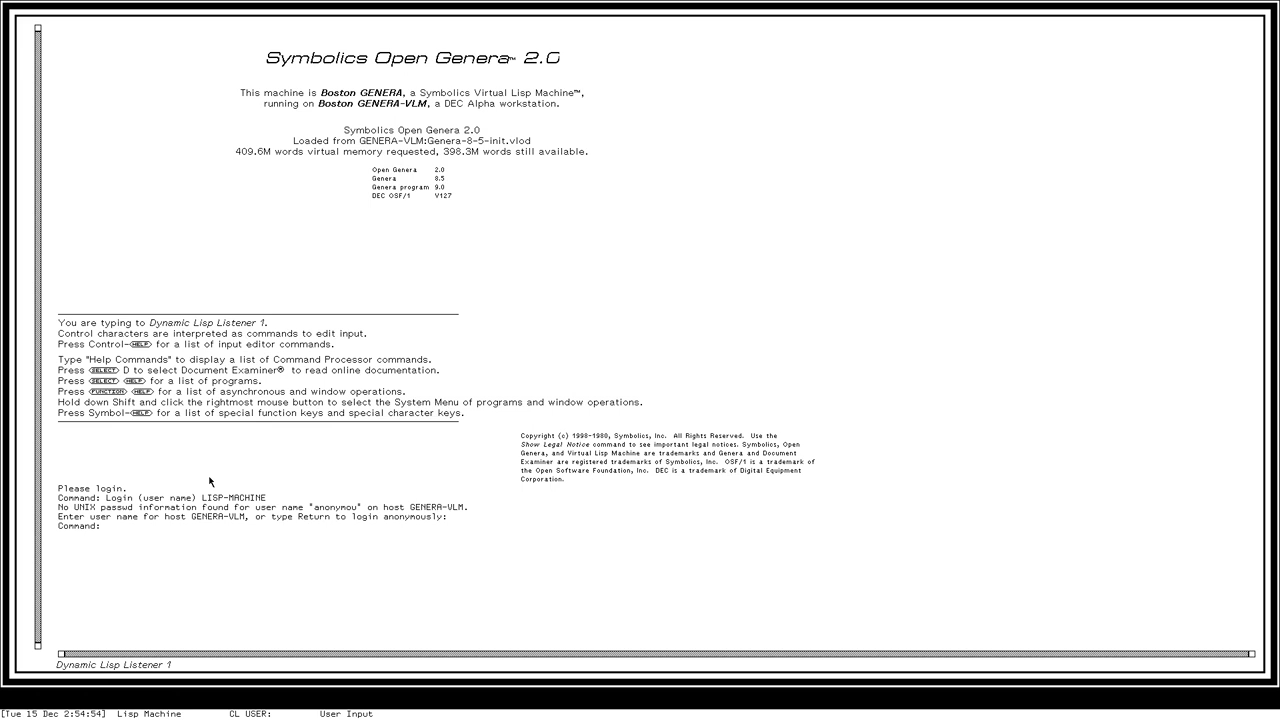 Symbolics Open Genera™ 2.0
This machine is Boston GENERA, a Symbolics Virtual Lisp Machine™,
running on Boston GENERA-VLM, a DEC Alpha workstation.
Symbolics Open Genera 2.0
Loaded from GENERA-VLM:Genera-8-5-init.vlod
409.6M words virtual memory requested, 398.3M words still available.
Open Genera 2.0
Genera 8.5
Genera program 9.0
DEC OSF/1 V127
You are typing to Dynamic Lisp Listener 1.
Control characters are interpreted as commands to edit input.
Press Control-HELP for a list of input editor commands.
Type "Help Commands" to display a list of Command Processor commands.
Press SELECT D to select Document Examiner® to read online documentation.
Press SELECT HELP for a list of programs.
Press FUNCTION HELP for a list of asynchronous and window operations.
Hold down Shift and click the rightmost mouse button to select the System Menu of programs and window operations.
Press Symbol-HELP for a list of special function keys and special character keys.
Copyright (c) 1998-1980, Symbolics, Inc. All Rights Reserved. Use the
Show Legal Notice command to see important legal notices. Symbolics, Open
Genera, and Virtual Lisp Machine are trademarks and Genera and Document
Examiner are registered trademarks of Symbolics, Inc. OSF/1 is a trademark of
the Open Software Foundation, Inc. DEC is a trademark of Digital Equipment
Corporation.
Please login.
Command: Login (user name) LISP-MACHINE
No UNIX passwd information found for user name "anonymou" on host GENERA-VLM.
Enter user name for host GENERA-VLM, or type Return to login anonymously:
Command:
Dynamic Lisp Listener 1
[Tue 15 Dec 2:54:54] Lisp Machine CL USER: User Input